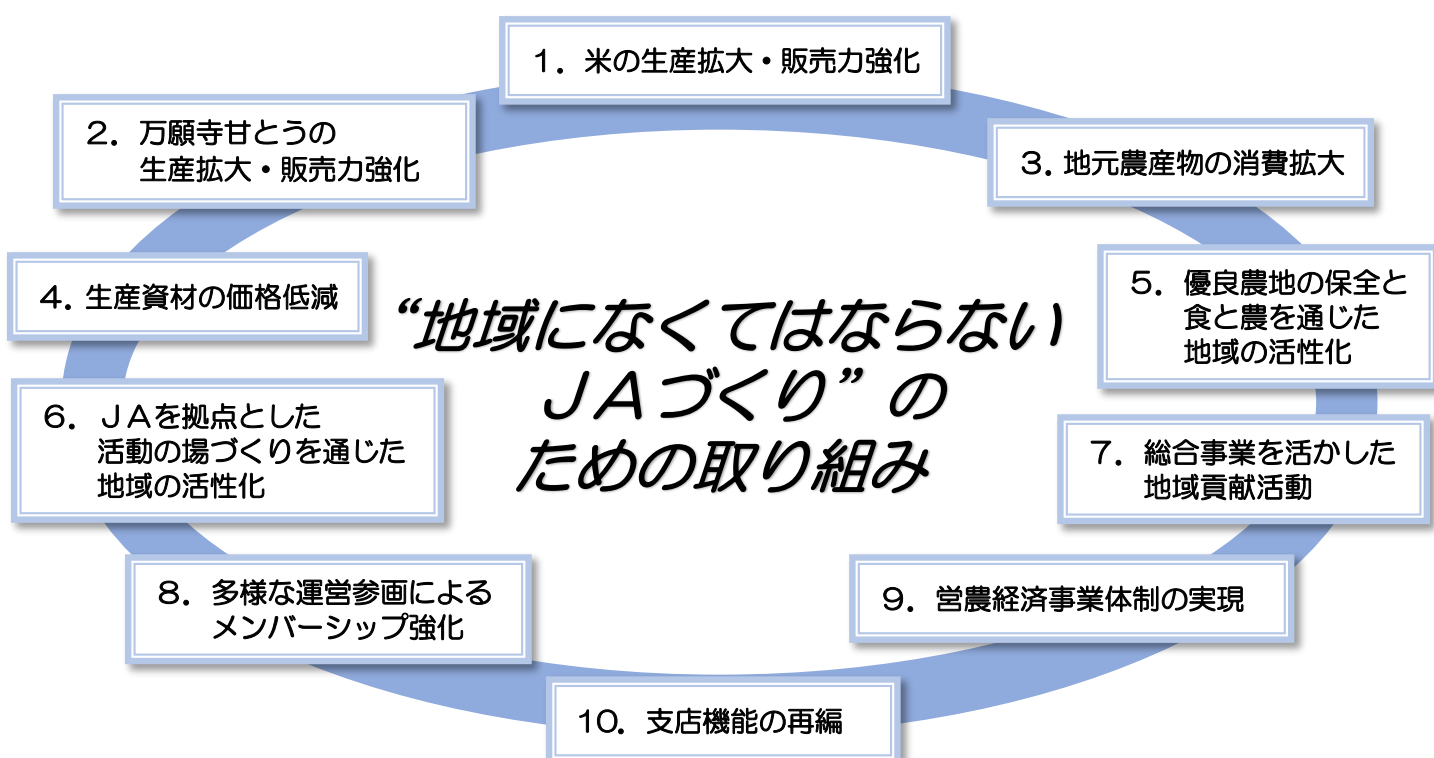 １．米の生産拡大・販売力強化
２．万願寺甘とうの
生産拡大・販売力強化
３．地元農産物の消費拡大
４．生産資材の価格低減
５．優良農地の保全と
食と農を通じた
地域の活性化
“地域になくてはならない
ＪＡづくり”の
ための取り組み
６．ＪＡを拠点とした
活動の場づくりを通じた
地域の活性化
７．総合事業を活かした
地域貢献活動
８．多様な運営参画による
メンバーシップ強化
９．営農経済事業体制の実現
１０．支店機能の再編